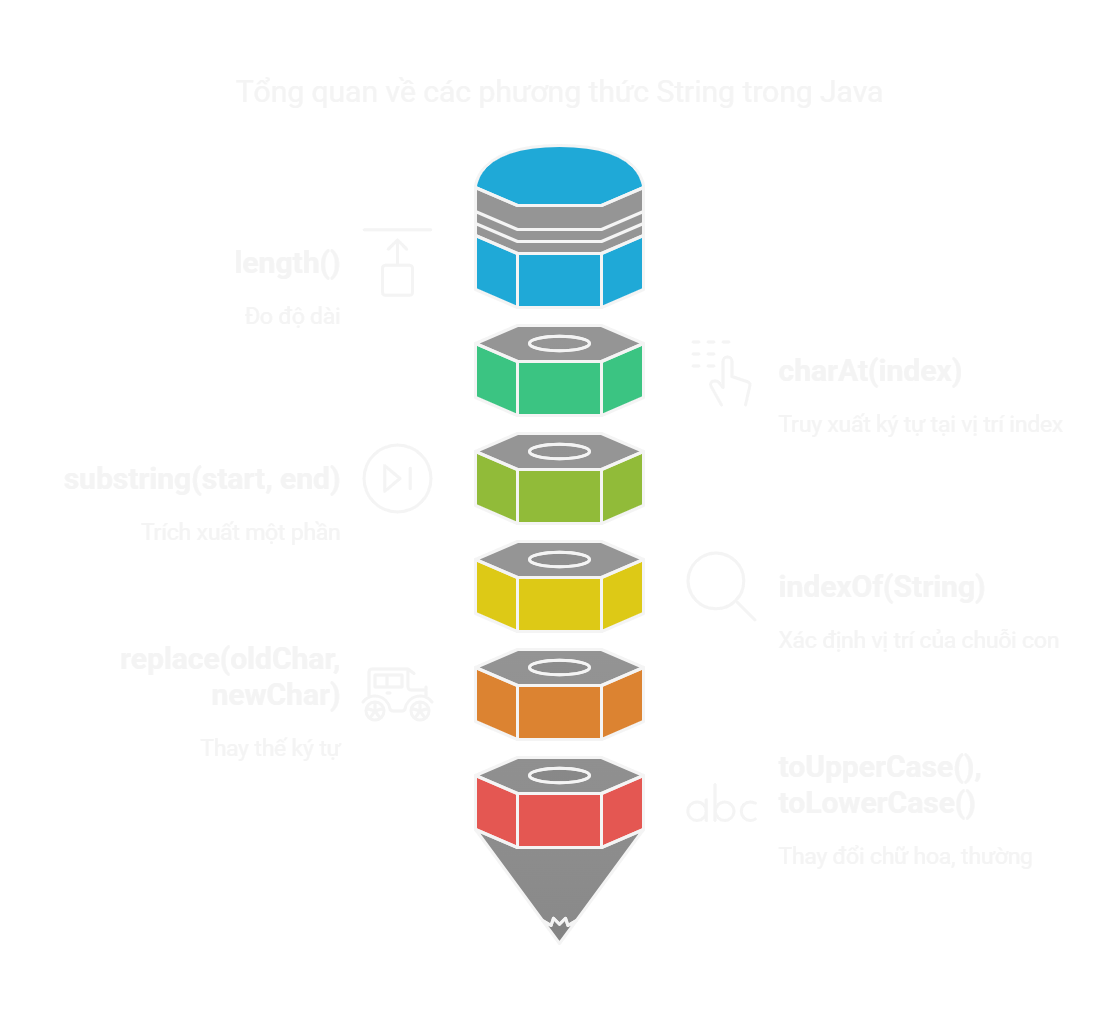 Tổng quan về các phương thức String trong Java
length()
Đo độ dài
charAt(index)
Truy xuất ký tự tại vị trí index
substring(start, end)
Trích xuất một phần
indexOf(String)
Xác định vị trí của chuỗi con
replace(oldChar,
newChar)
Thay thế ký tự
abc
toUpperCase(),
toLowerCase()
Thay đổi chữ hoa, thường